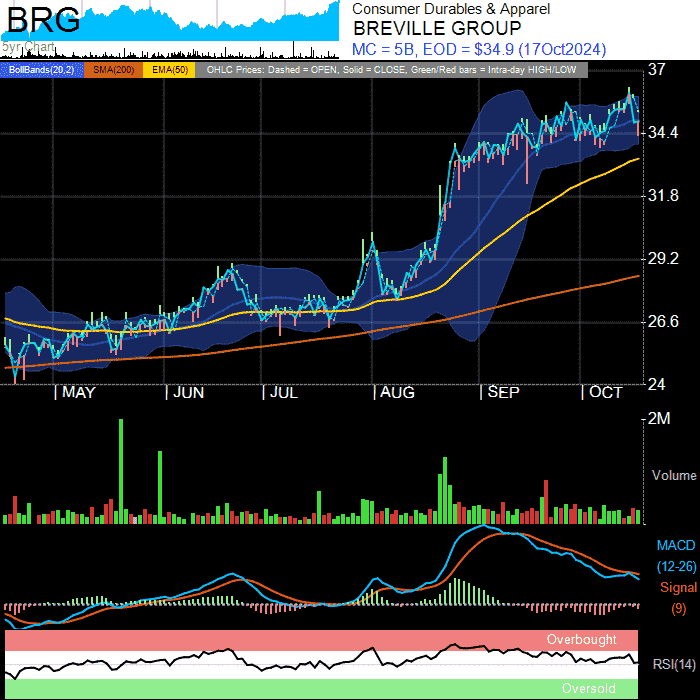 BRG
5yr Chart
Consumer Durables & Apparel
BREVILLE GROUP
MC = 5B, EOD = $34.9 (17Oct2024)
BollBands(20,2) SMA(200) EMA(50) OHLC Prices: Dashed = OPEN, Solid = CLOSE, Green/Red bars = Intra-day HIGH/LOW
37
34.4
31.8
29.2
26.6
24
MAY JUN JUL AUG SEP OCT
2M
Volume
MACD
(12-26)
Signal
(9)
Overbought
RSI(14)
Oversold